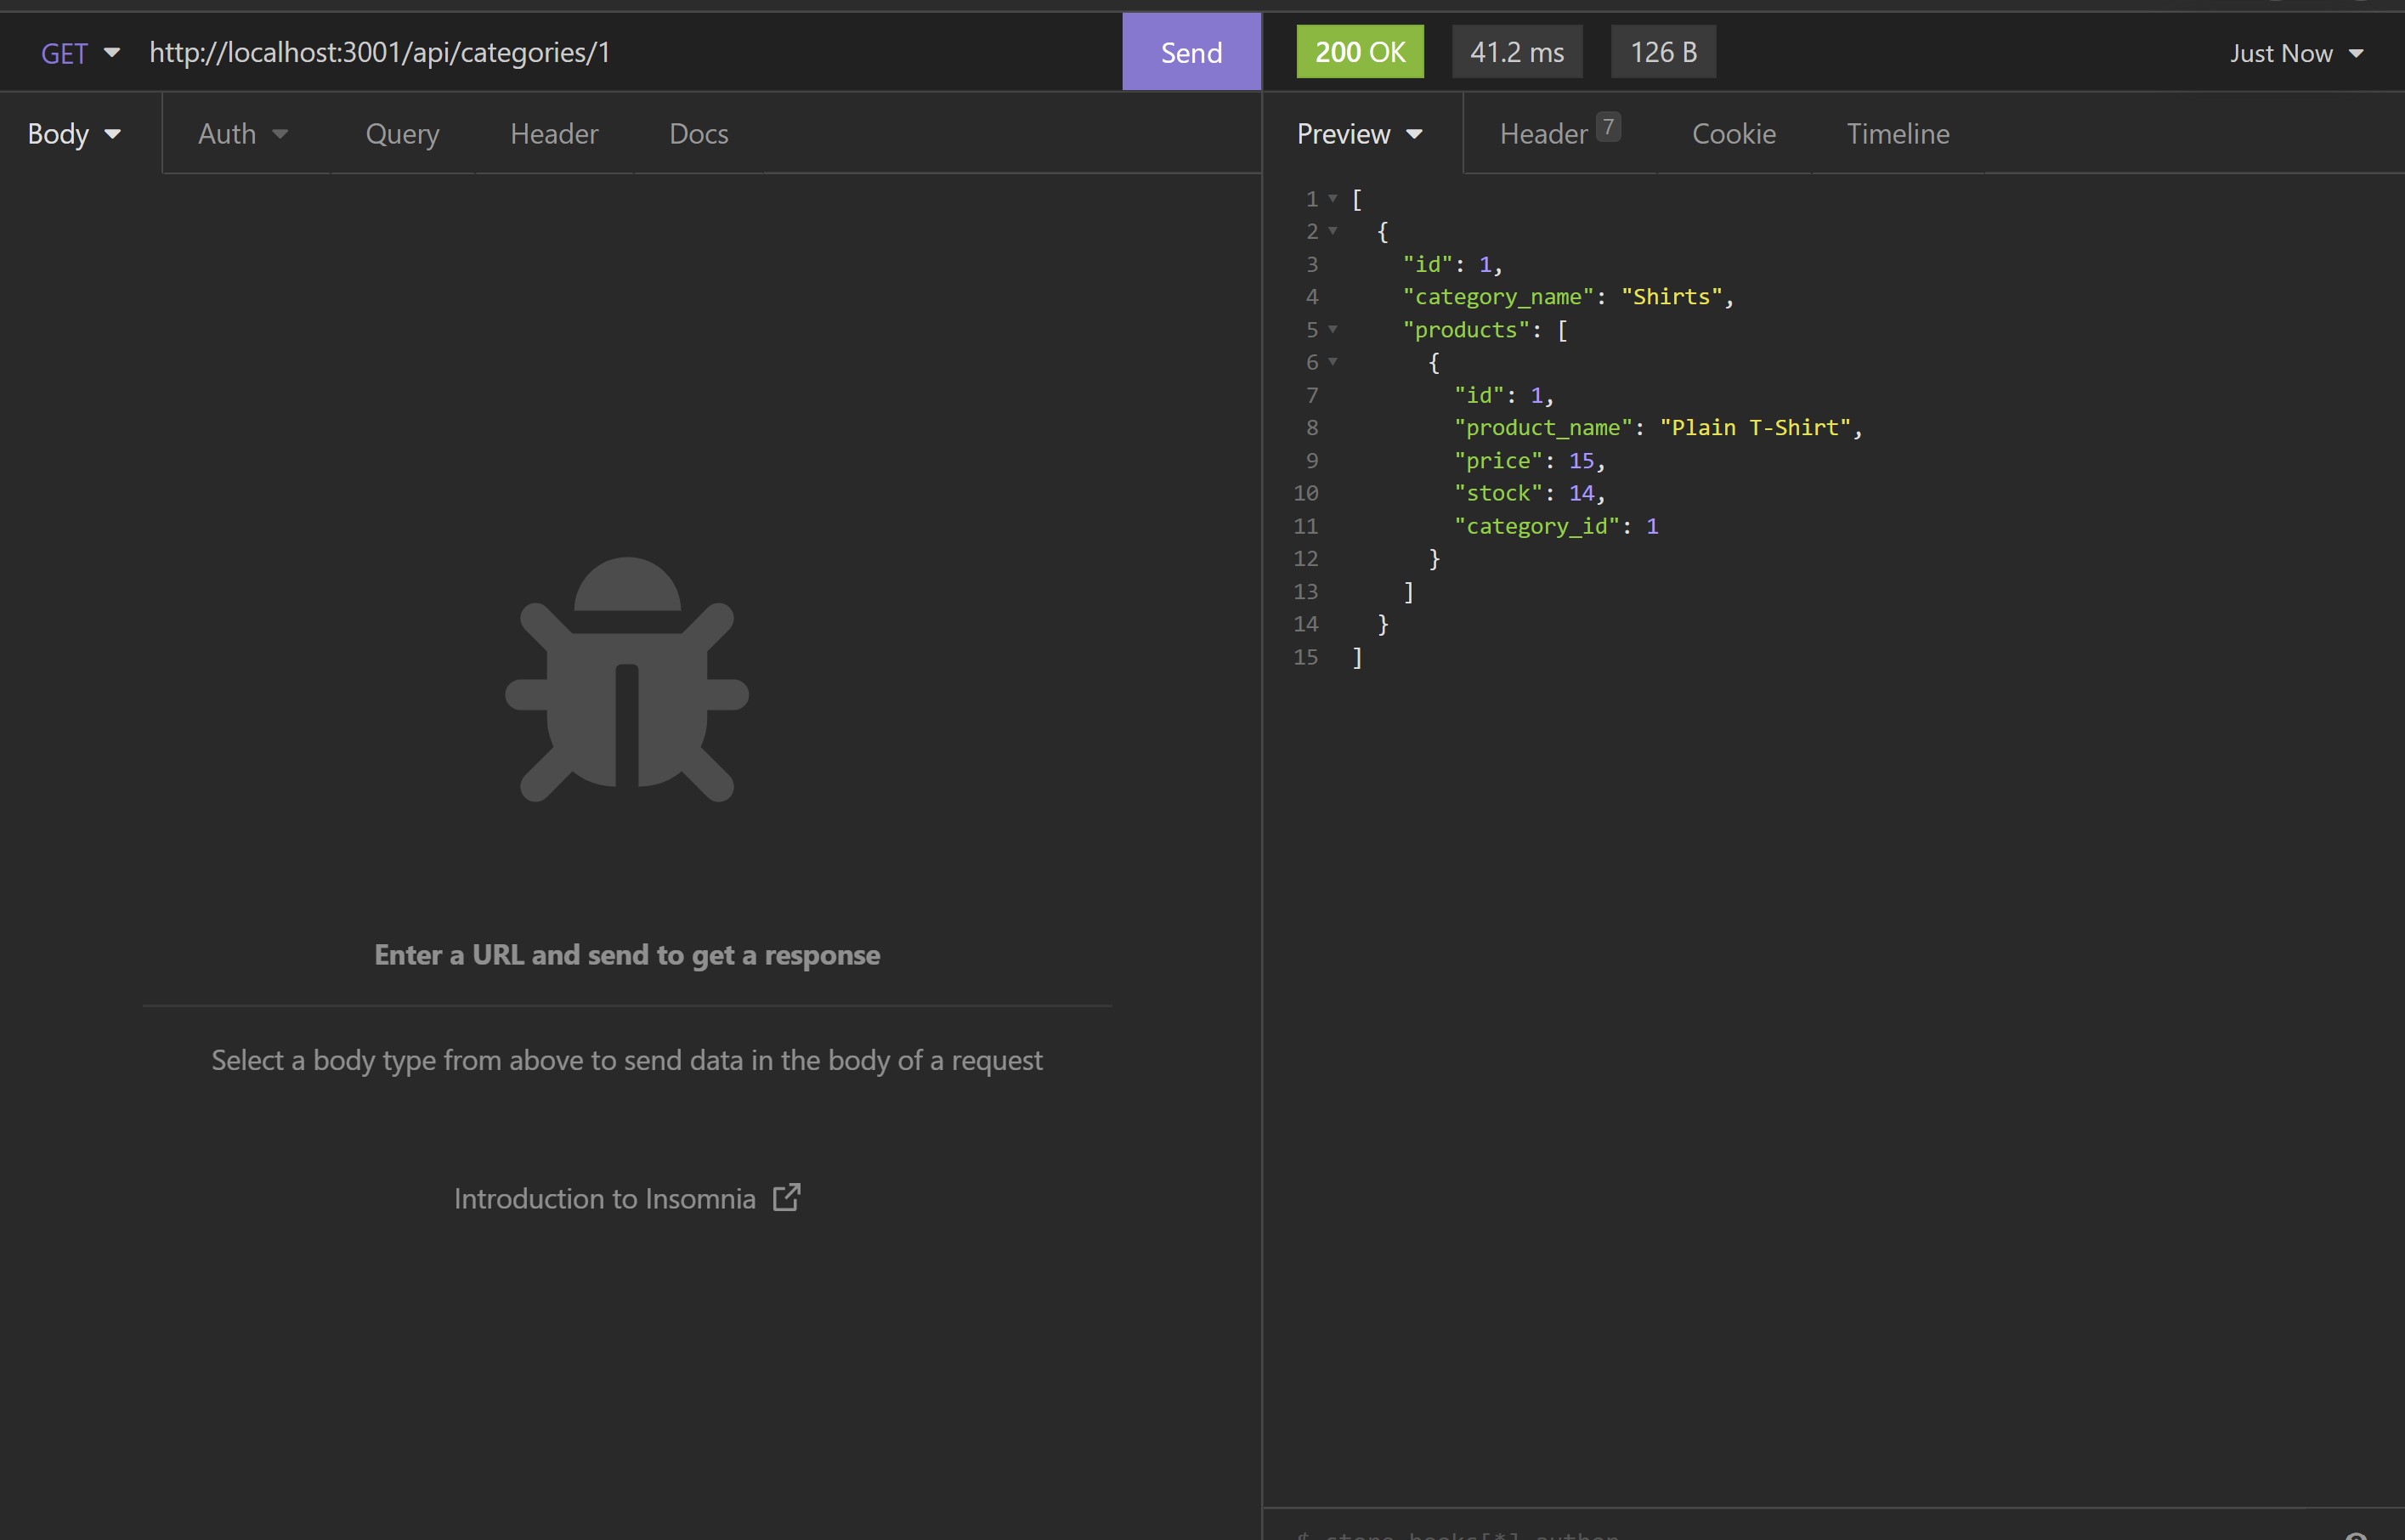 GET http://localhost:3001/api/categories/1 Send
200 OK 41.2 ms 126 B Just Now
Body Auth Query Header Docs
Preview Header 7 Cookie Timeline
Enter a URL and send to get a response
Select a body type from above to send data in the body of a request
Introduction to Insomnia
1 [
2 {
3 "id": 1,
4 "category_name": "Shirts",
5 "products": [
6 {
7 "id": 1,
8 "product_name": "Plain T-Shirt",
9 "price": 15,
10 "stock": 14,
11 "category_id": 1
12 }
13 ]
14 }
15 ]